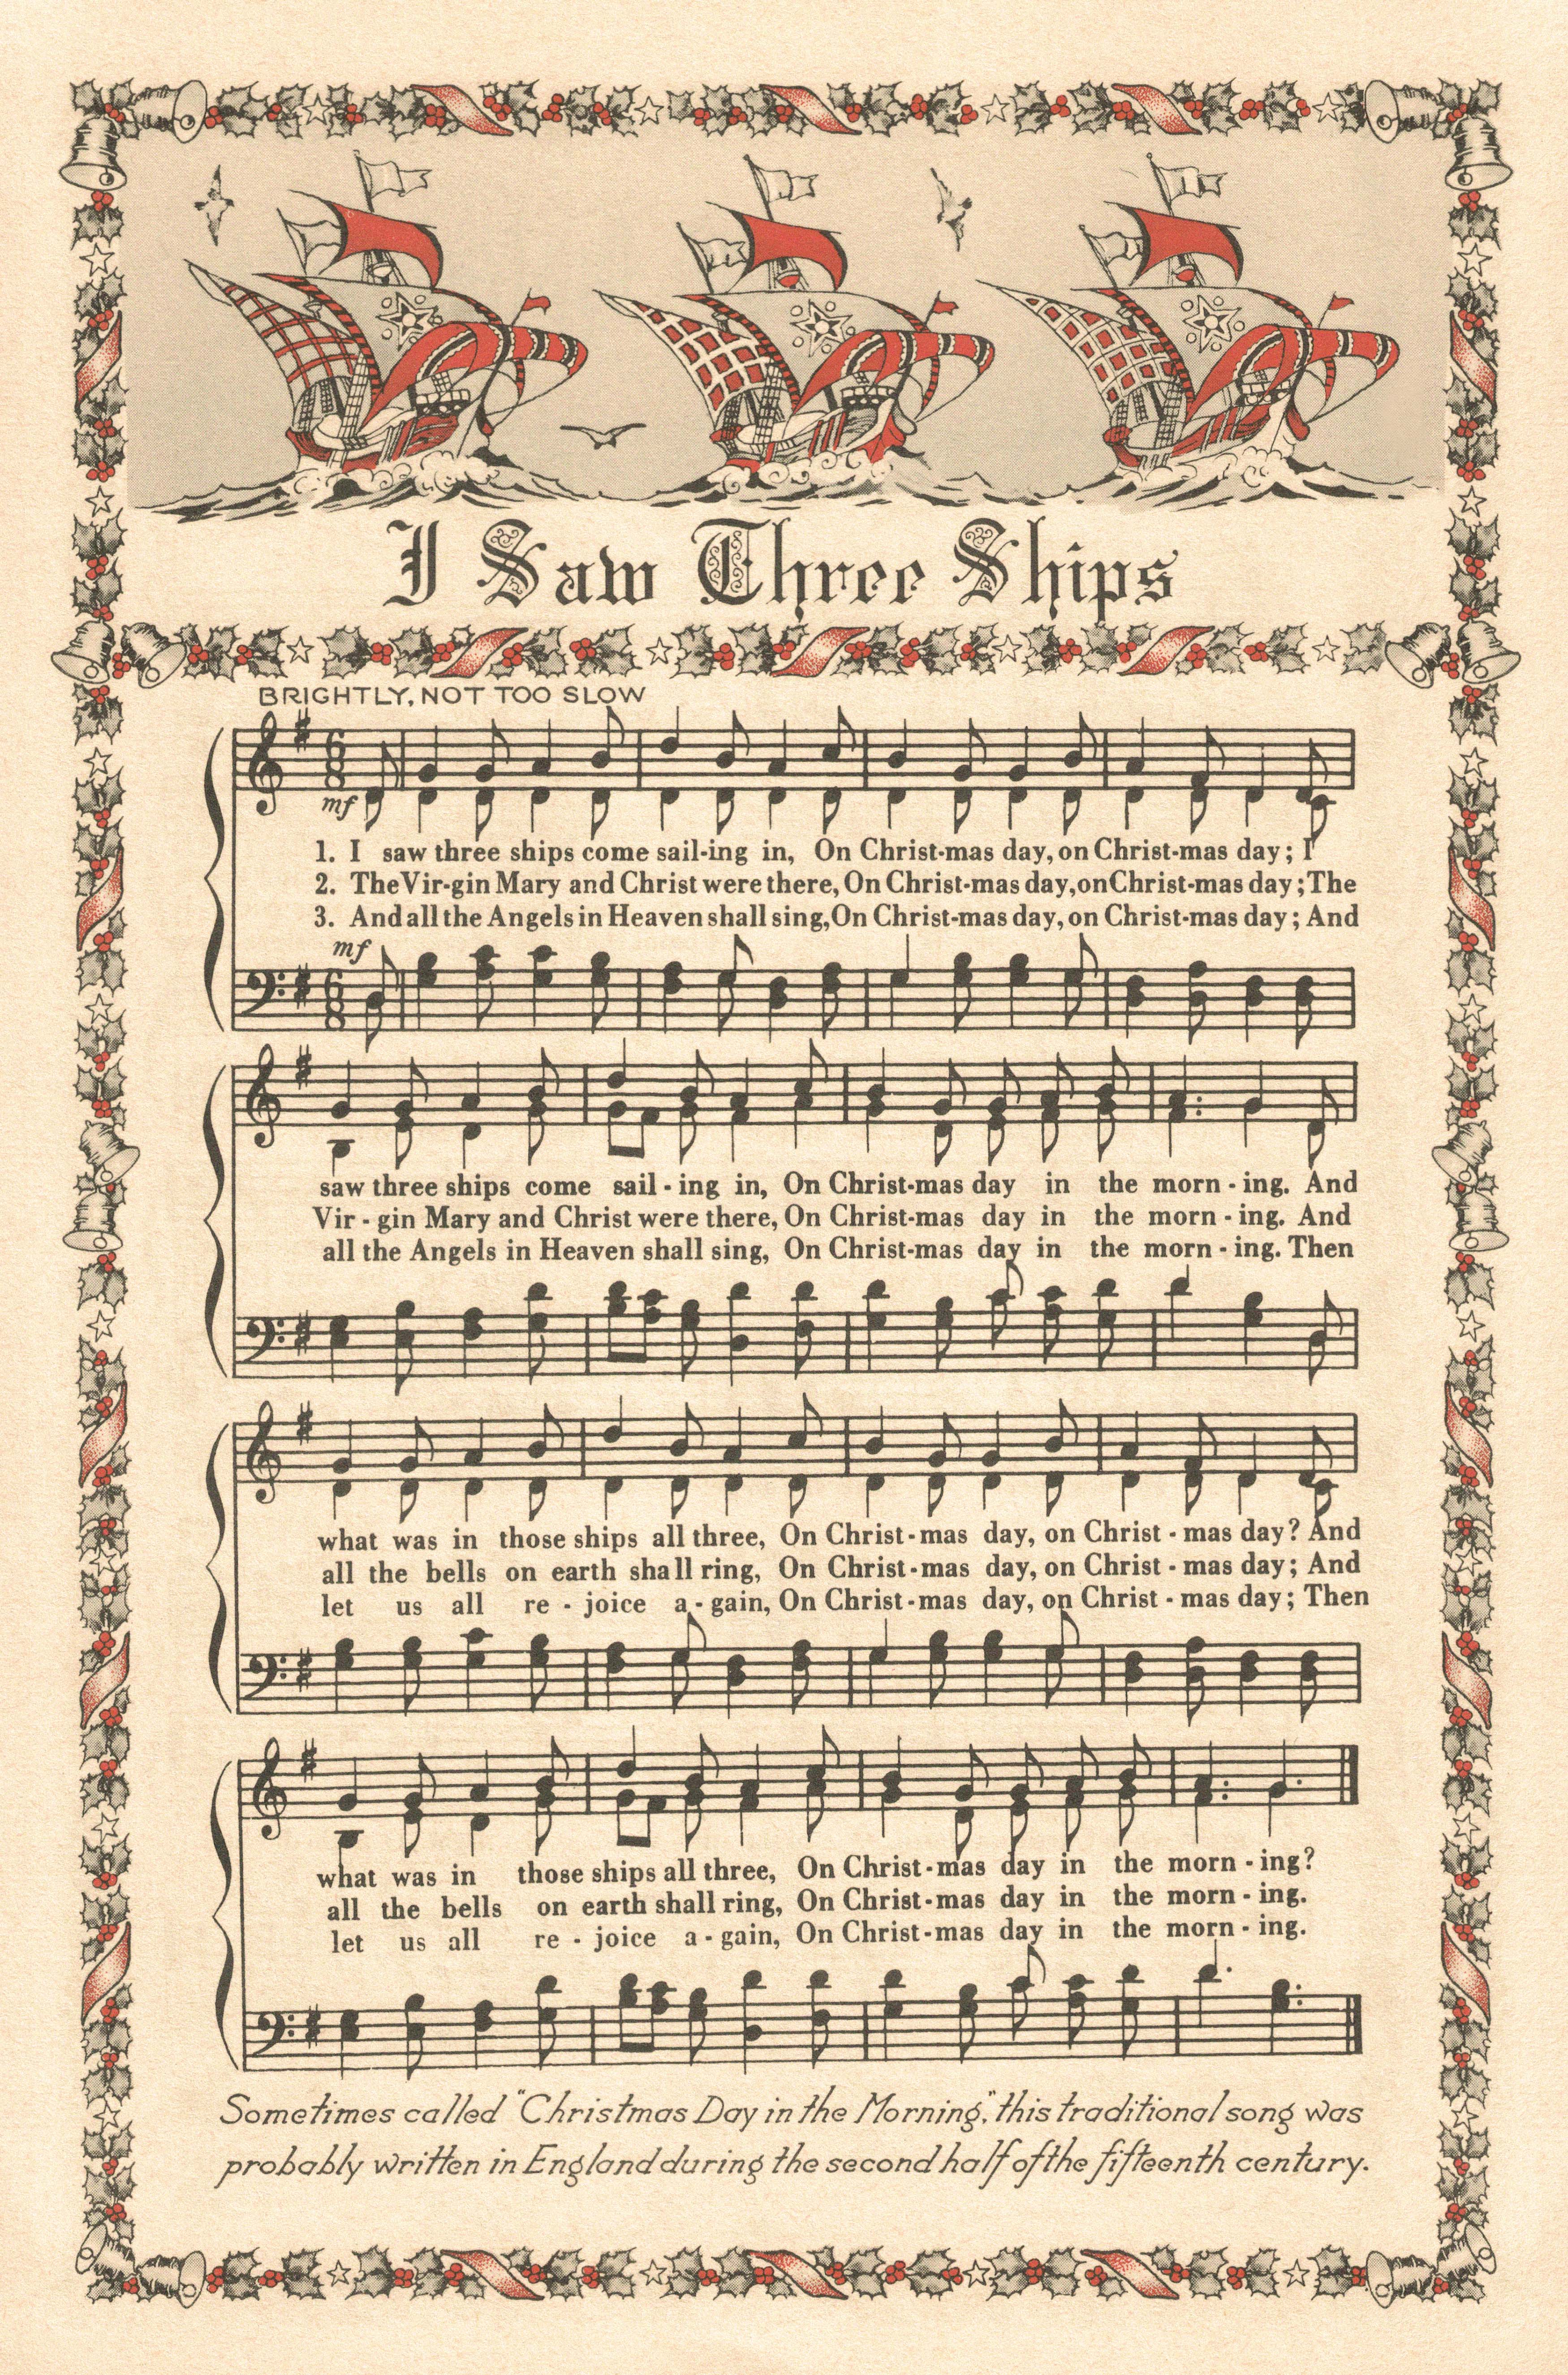 I Saw Three Ships
BRIGHTLY, NOT TOO SLOW
mf
1. I saw three ships come sail-ing in, On Christ-mas day, on Christ-mas day; I
2. The Vir-gin Mary and Christ were there, On Christ-mas day, on Christ-mas day; The
3. And all the Angels in Heaven shall sing, On Christ-mas day, on Christ-mas day; And
mf
saw three ships come sail - ing in, On Christ-mas day in the morn - ing. And
Vir - gin Mary and Christ were there, On Christ-mas day in the morn - ing. And
all the Angels in Heaven shall sing, On Christ-mas day in the morn - ing. Then
what was in those ships all three, On Christ - mas day, on Christ - mas day? And
all the bells on earth shall ring, On Christ - mas day, on Christ - mas day; And
let us all re - joice a - gain, On Christ - mas day, on Christ - mas day; Then
what was in those ships all three, On Christ - mas day in the morn - ing?
all the bells on earth shall ring, On Christ - mas day in the morn - ing.
let us all re - joice a - gain, On Christ - mas day in the morn - ing.
Sometimes called "Christmas Day in the Morning," this traditional song was
probably written in England during the second half of the fifteenth century.